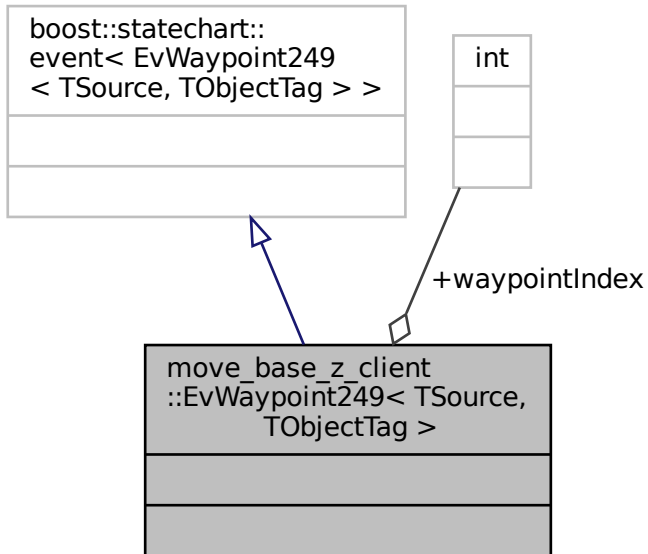 boost::statechart::
event< EvWaypoint249
< TSource, TObjectTag > >
int
+waypointIndex
move_base_z_client
::EvWaypoint249< TSource,
TObjectTag >